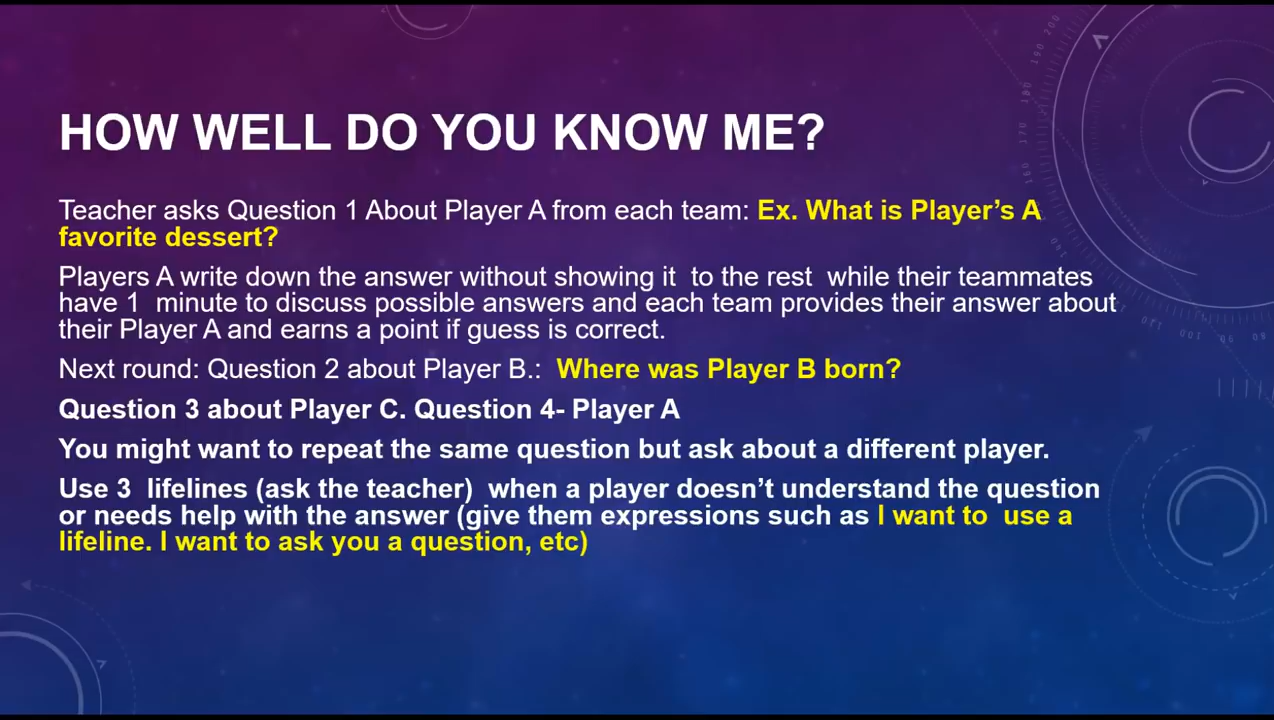 HOW WELL DO YOU KNOW ME?
Teacher asks Question 1 About Player A from each team: Ex. What is Player’s A
favorite dessert?
Players A write down the answer without showing it  to the rest  while their teammates
have 1  minute to discuss possible answers and each team provides their answer about
their Player A and earns a point if guess is correct.
Next round: Question 2 about Player B.:  Where was Player B born?
Question 3 about Player C. Question 4- Player A
You might want to repeat the same question but ask about a different player.
Use 3  lifelines (ask the teacher)  when a player doesn’t understand the question
or needs help with the answer (give them expressions such as I want to  use a
lifeline. I want to ask you a question, etc)